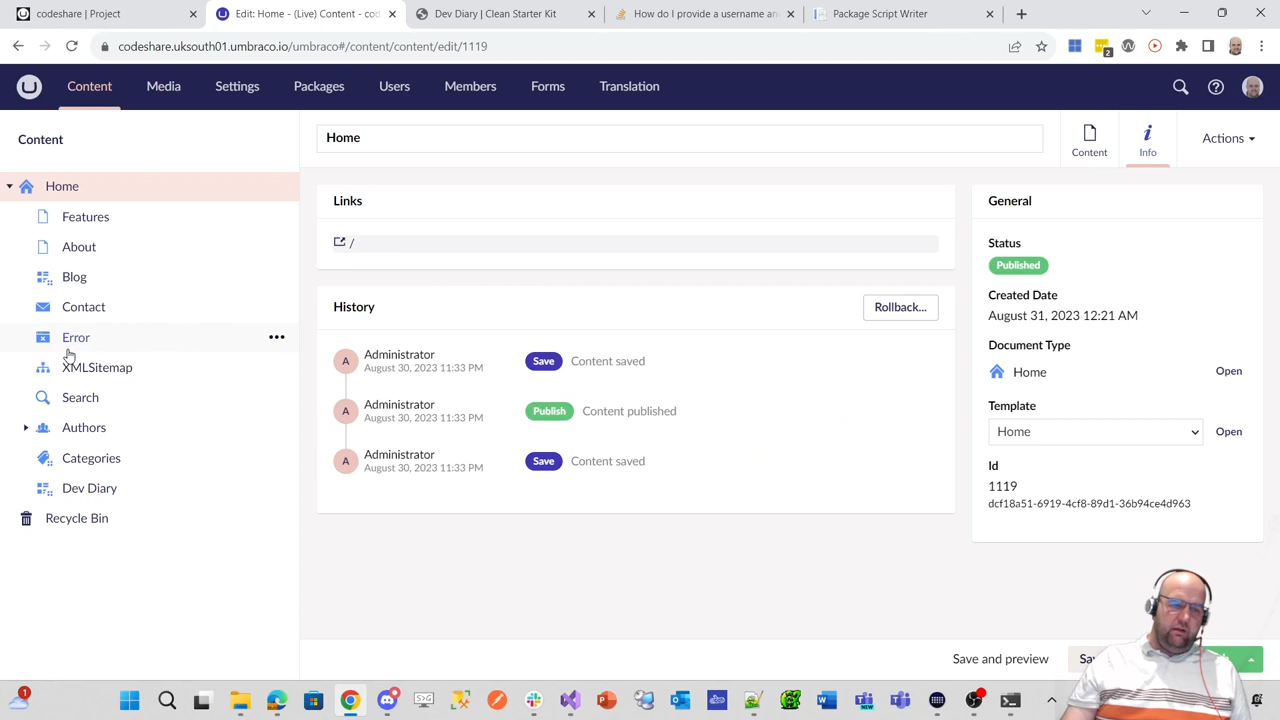 codeshare | Project
Edit: Home - (Live) Content - cod
Dev Diary | Clean Starter Kit
How do I provide a username an
Package Script Writer
codeshare.uksouth01.umbraco.io/umbraco#/content/content/edit/1119
2
Content
Media
Settings
Packages
Users
Members
Forms
Translation
Content
Home
Features
About
Blog
Contact
Error
XMLSitemap
Search
Authors
Categories
Dev Diary
Recycle Bin
Home
Content
Info
Actions
Links
/
History
Rollback...
A
Administrator
August 30, 2023 11:33 PM
Save
Content saved
A
Administrator
August 30, 2023 11:33 PM
Publish
Content published
A
Administrator
August 30, 2023 11:33 PM
Save
Content saved
General
Status
Published
Created Date
August 31, 2023 12:21 AM
Document Type
Home
Open
Template
Home
Open
Id
1119
dcf18a51-6919-4cf8-89d1-36b94ce4d963
Save and preview
1